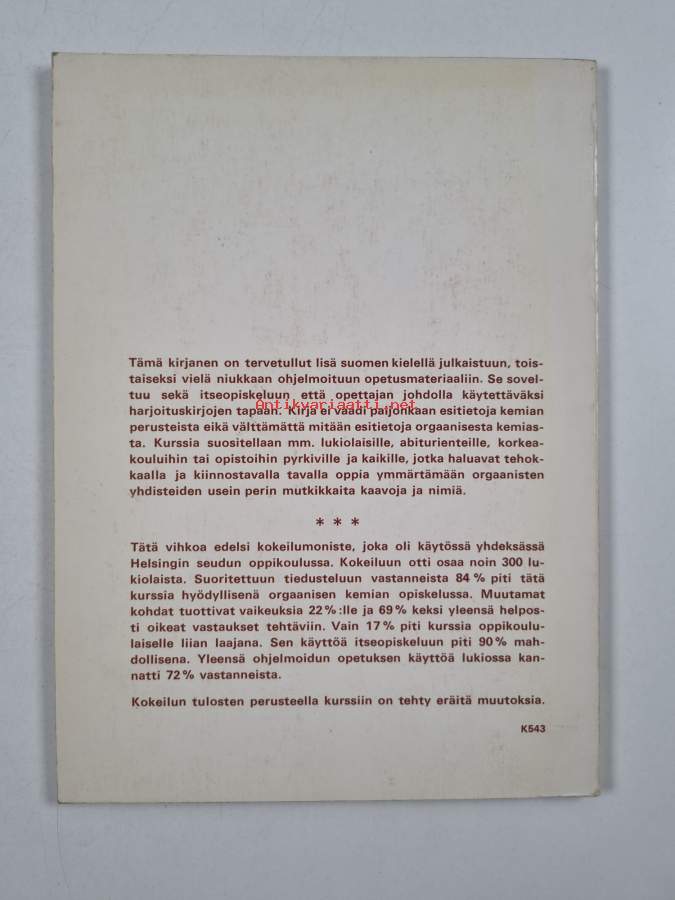 Tämä kirjanen on tervetullut lisä suomen kielellä julkaistuun, tois-
taiseksi vielä niukkaan ohjelmoituun opetusmateriaaliin. Se sovel-
tuu sekä itseopiskeluun että opettajan johdolla käytettäväksi
Antikvariaatti.net
harjoituskirjojen tapaan. Kirja ei vaadi paljonkaan esitietoja kemian
perusteista eikä välttämättä mitään esitietoja orgaanisesta kemias-
ta. Kurssia suositellaan mm. lukiolaisille, abiturienteille, korkea-
kouluihin tai opistoihin pyrkiville ja kaikille, jotka haluavat tehok-
kaalla ja kiinnostavalla tavalla oppia ymmärtämään orgaanisten
yhdisteiden usein perin mutkikkaita kaavoja ja nimiä.
* * *
Tätä vihkoa edelsi kokeilumoniste, joka oli käytössä yhdeksässä
Helsingin seudun oppikoulussa. Kokeiluun otti osaa noin 300 lu-
kiolaista. Suoritettuun tiedusteluun vastanneista 84 % piti tätä
kurssia hyödyllisenä orgaanisen kemian opiskelussa. Muutamat
kohdat tuottivat vaikeuksia 22 %:lle ja 69 % keksi yleensä helpos-
ti oikeat vastaukset tehtäviin. Vain 17 % piti kurssia oppikoulu-
laiselle liian laajana. Sen käyttöä itseopiskeluun piti 90 % mah-
dollisena. Yleensä ohjelmoidun opetuksen käyttöä lukiossa kan-
natti 72 % vastanneista.
Kokeilun tulosten perusteella kurssiin on tehty eräitä muutoksia.
K543